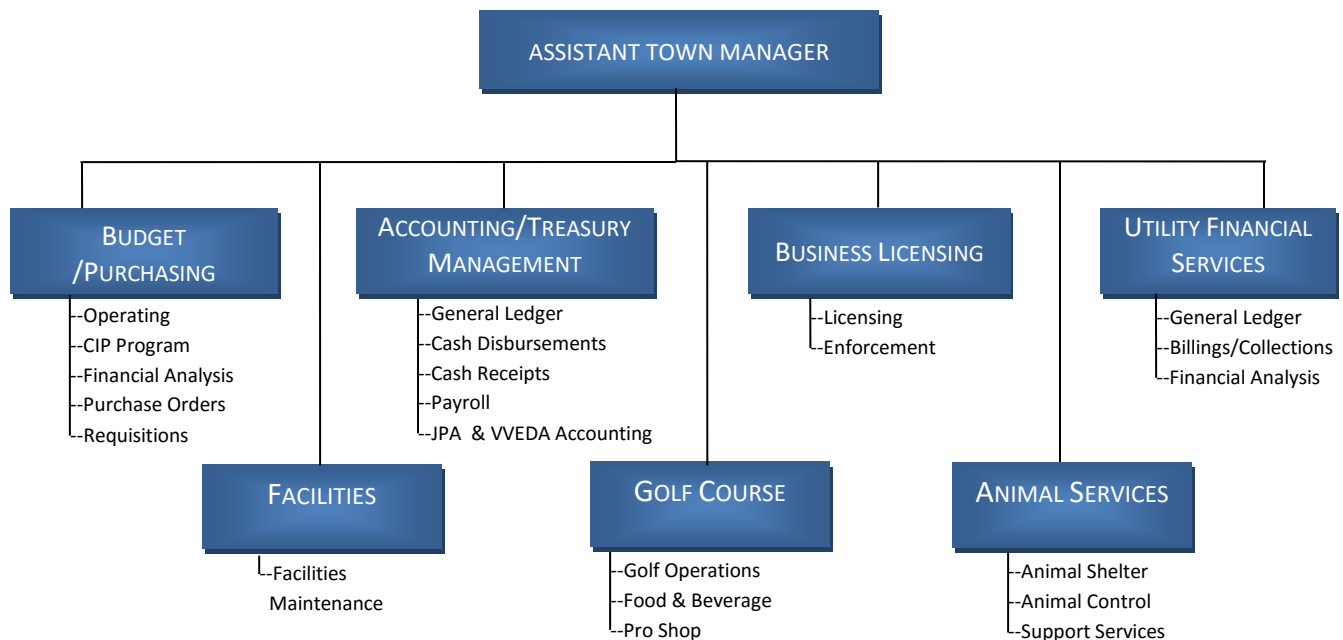 ASSISTANT TOWN MANAGER
BUDGET
/PURCHASING
--Operating
--CIP Program
--Financial Analysis
--Purchase Orders
--Requisitions
ACCOUNTING/TREASURY
MANAGEMENT
--General Ledger
--Cash Disbursements
--Cash Receipts
--Payroll
--JPA & VVEDA Accounting
BUSINESS LICENSING
--Licensing
--Enforcement
UTILITY FINANCIAL
SERVICES
--General Ledger
--Billings/Collections
--Financial Analysis
FACILITIES
--Facilities
Maintenance
GOLF COURSE
--Golf Operations
--Food & Beverage
--Pro Shop
ANIMAL SERVICES
--Animal Shelter
--Animal Control
--Support Services